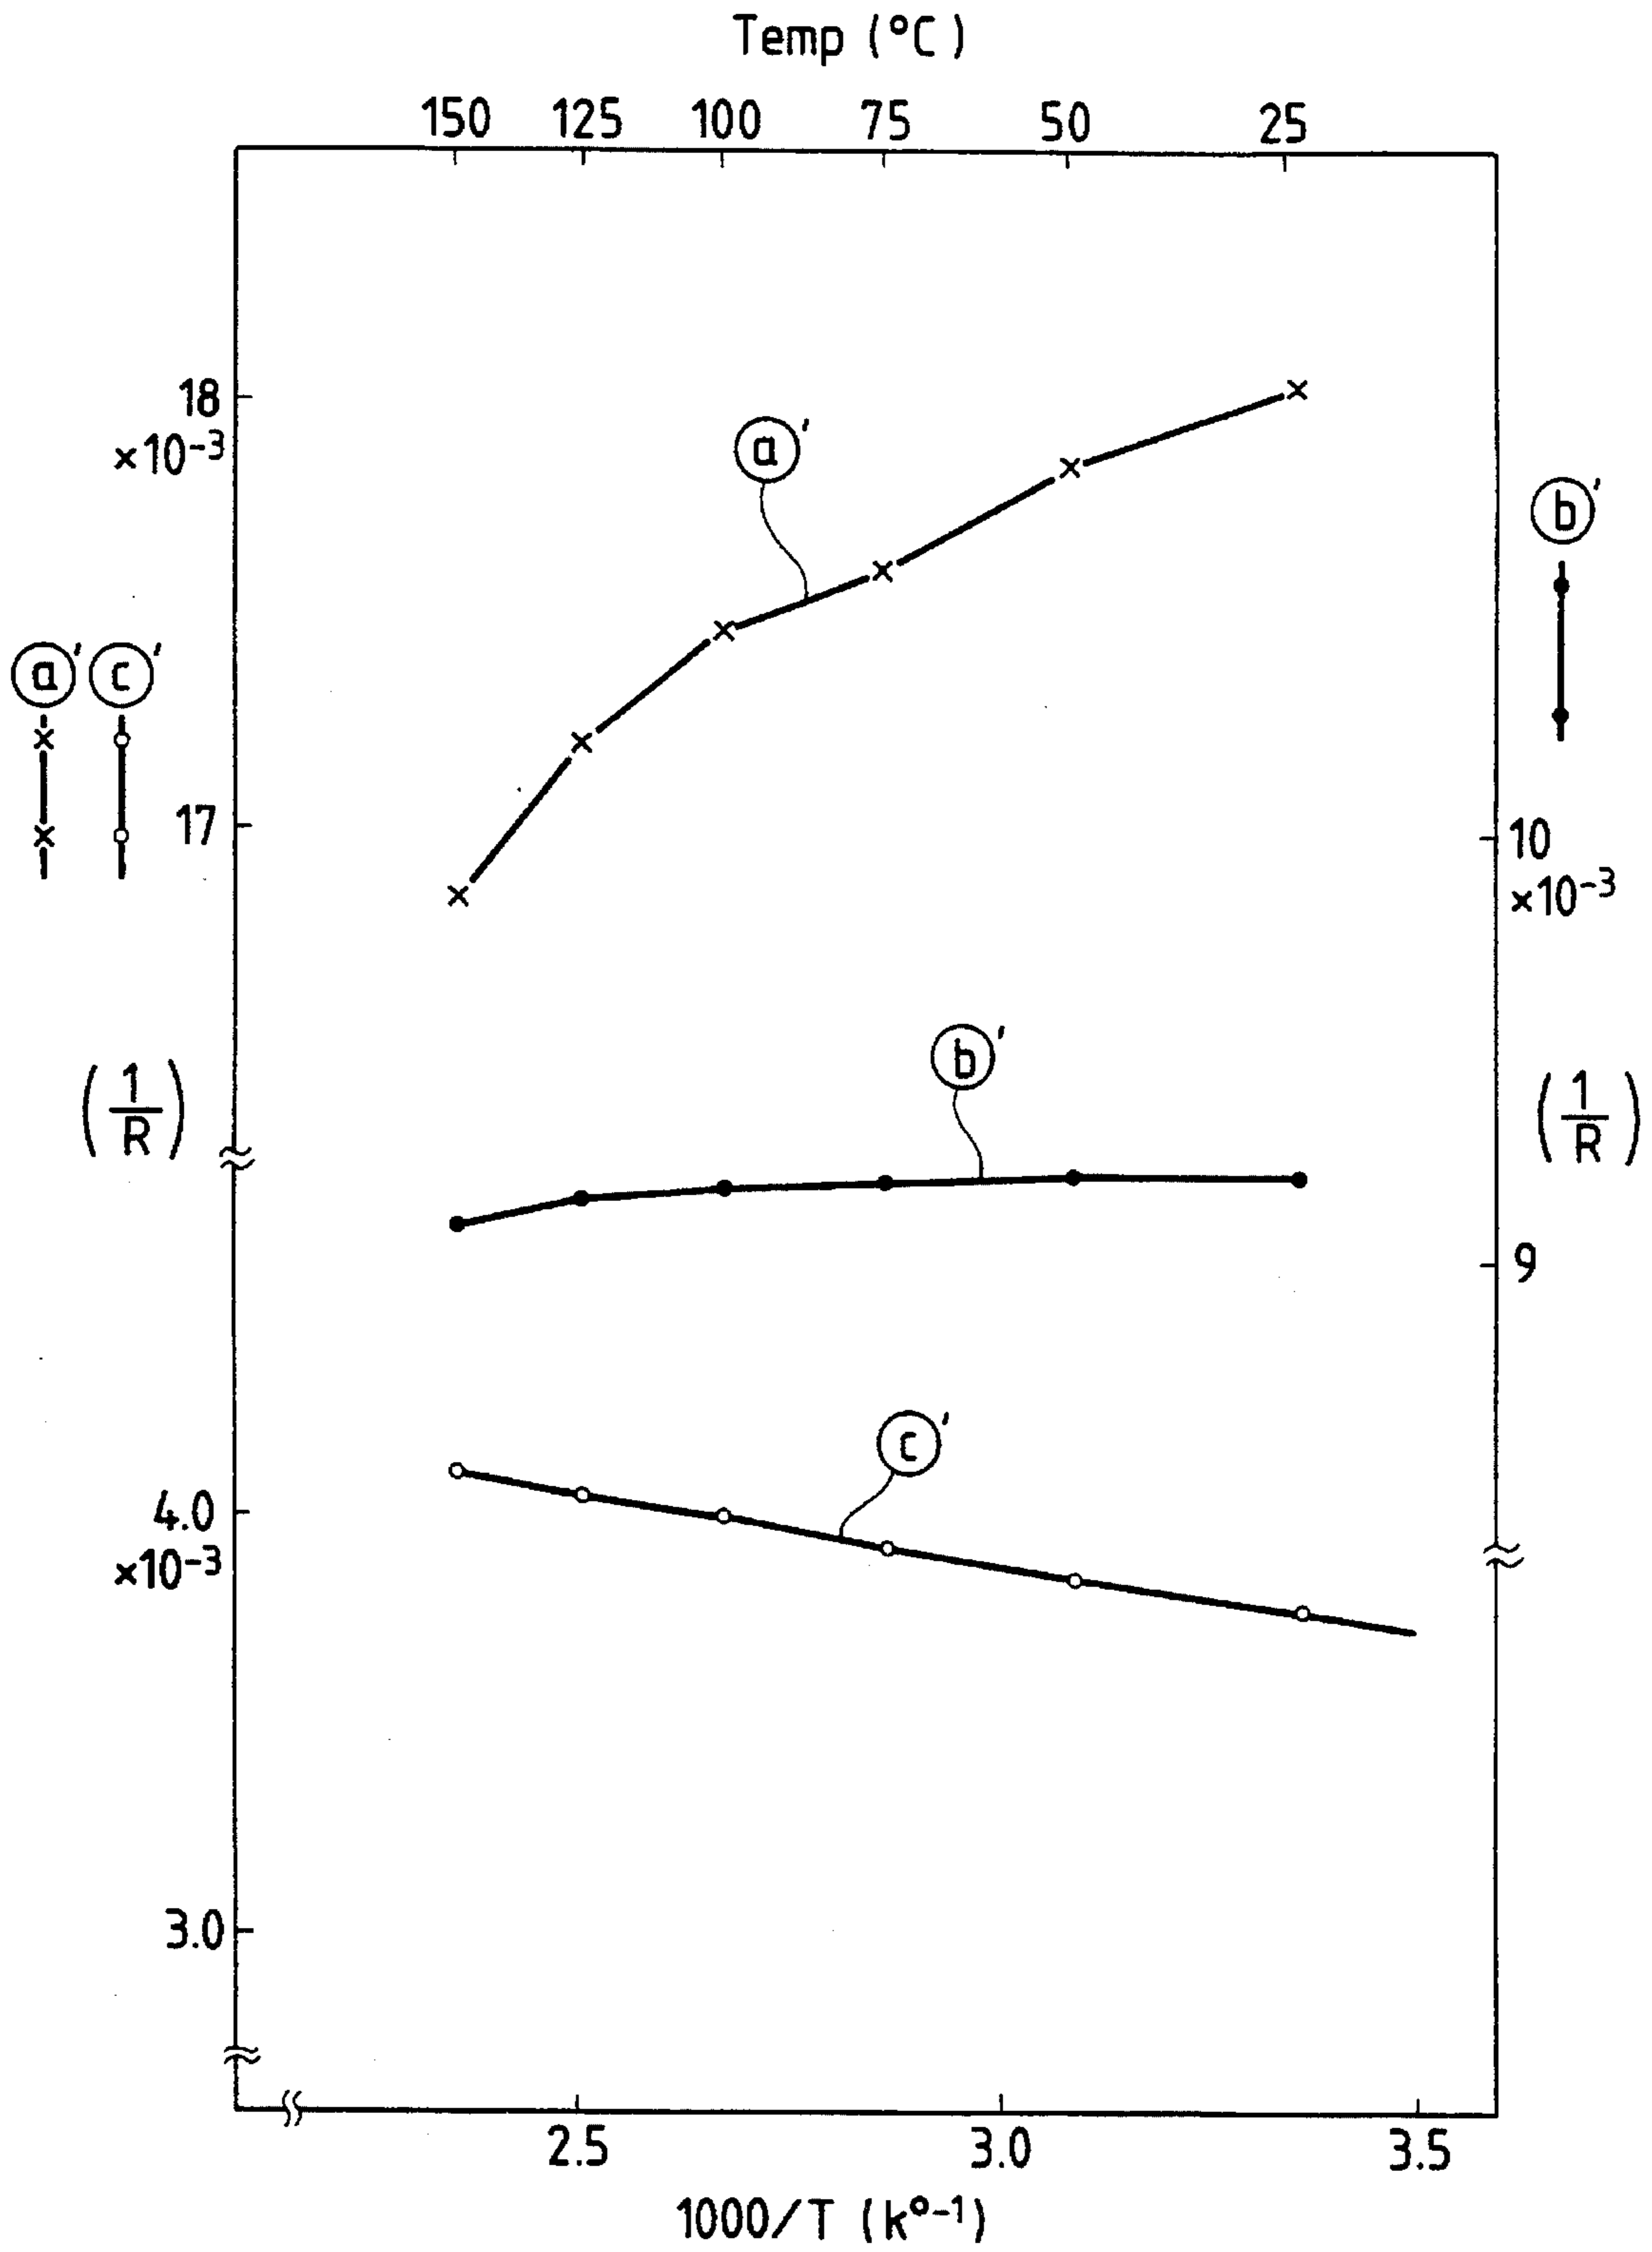 Temp (°C)
150 125 100 75 50 25
18
×10⁻³
ⓐ′
ⓑ′
ⓐ′ ⓒ′
17
10
×10⁻³
ⓑ′
(1/R)
(1/R)
9
ⓒ′
4.0
×10⁻³
3.0
2.5 3.0 3.5
1000/T (k°⁻¹)